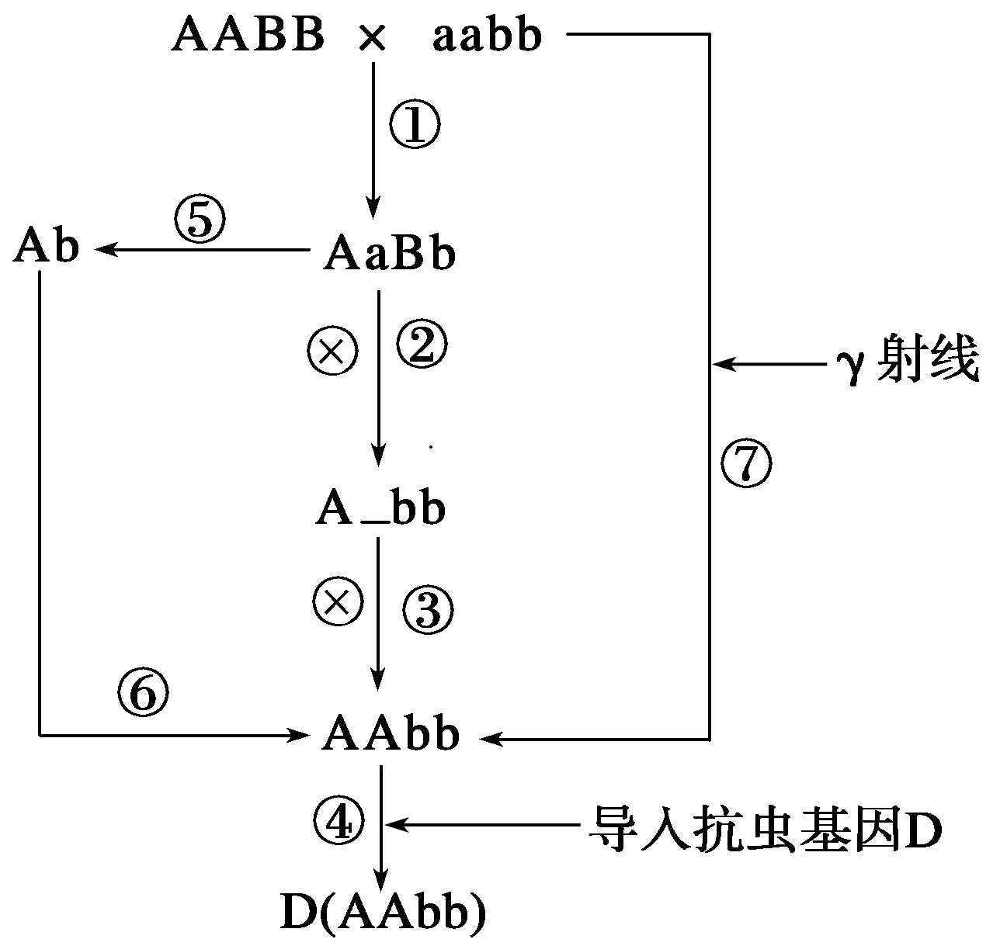 AABB × aabb
①
⑤
Ab
AaBb
× ②
γ射线
⑦
A_bb
× ③
⑥
AAbb
④
导入抗虫基因D
D(AAbb)